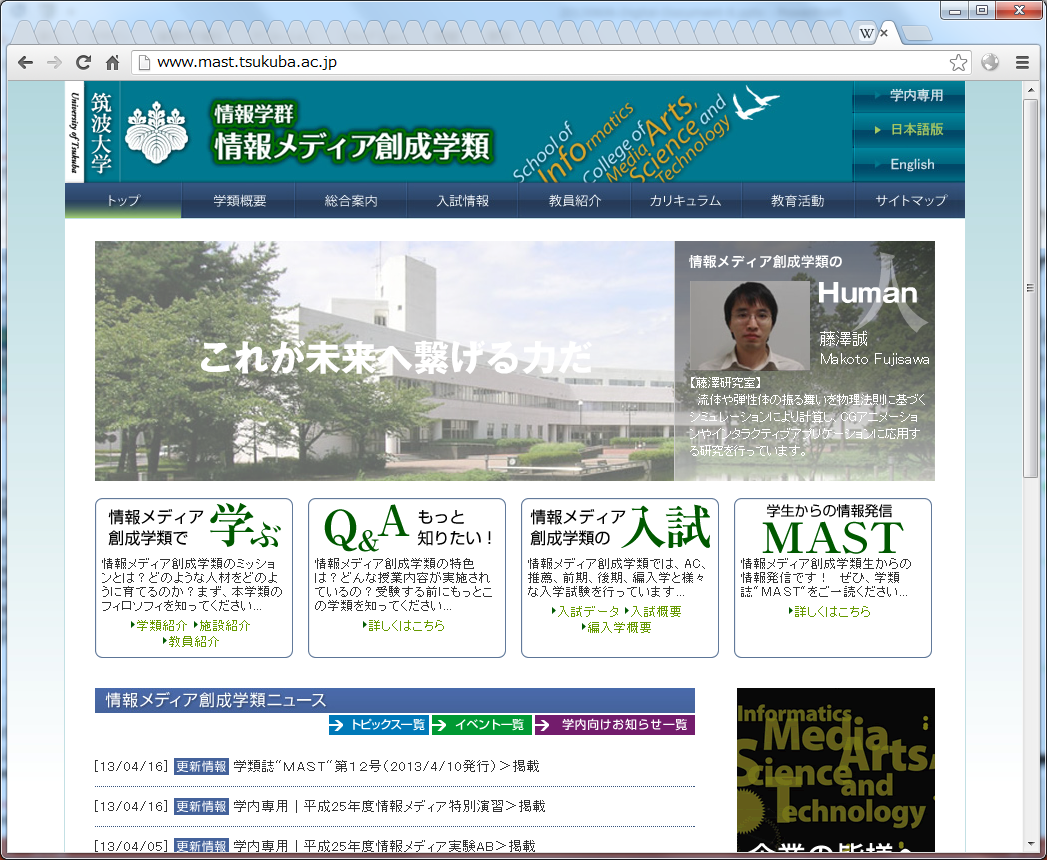 W
www.mast.tsukuba.ac.jp
University of Tsukuba
筑波大学
情報学群
情報メディア創成学類
School of
Informatics
College of
Media Arts,
Science and
Technology
学内専用
日本語版
English
トップ
学類概要
総合案内
入試情報
教員紹介
カリキュラム
教育活動
サイトマップ
これが未来へ繋げる力だ
情報メディア創成学類の
人
Human
藤澤誠
Makoto Fujisawa
【藤澤研究室】
流体や弾性体の振る舞いを物理法則に基づく
シミュレーションにより計算し、CGアニメーショ
ンやインタラクティブアプリケーションに応用す
る研究を行っています。
情報メディア
創成学類で 学ぶ
情報メディア創成学類のミッショ
ンとは？どのような人材をどのよ
うに育てるのか？まず、本学類の
フィロソフィを知ってください...
学類紹介 施設紹介
教員紹介
Q&A もっと
知りたい！
情報メディア創成学類の特色
は？どんな授業内容が実施され
ているの？受験する前にもっとこ
の学類を知ってください...
詳しくはこちら
情報メディア
創成学類の 入試
情報メディア創成学類では、AC、
推薦、前期、後期、編入学と様々
な入学試験を行っています...
入試データ 入試概要
編入学概要
学生からの情報発信
MAST
情報メディア創成学類生からの
情報発信です！ ぜひ、学類
誌“MAST”をご一読ください...
詳しくはこちら
情報メディア創成学類ニュース
トピックス一覧 イベント一覧 学内向けお知らせ一覧
[13/04/16] 更新情報 学類誌“MAST“第12号（2013/4/10発行）＞掲載
[13/04/16] 更新情報 学内専用｜平成25年度情報メディア特別演習＞掲載
[13/04/05] 更新情報 学内専用｜平成25年度情報メディア実験AB＞掲載
Informatics
Media
Arts,
Science
and
Technology
企業の皆様へ